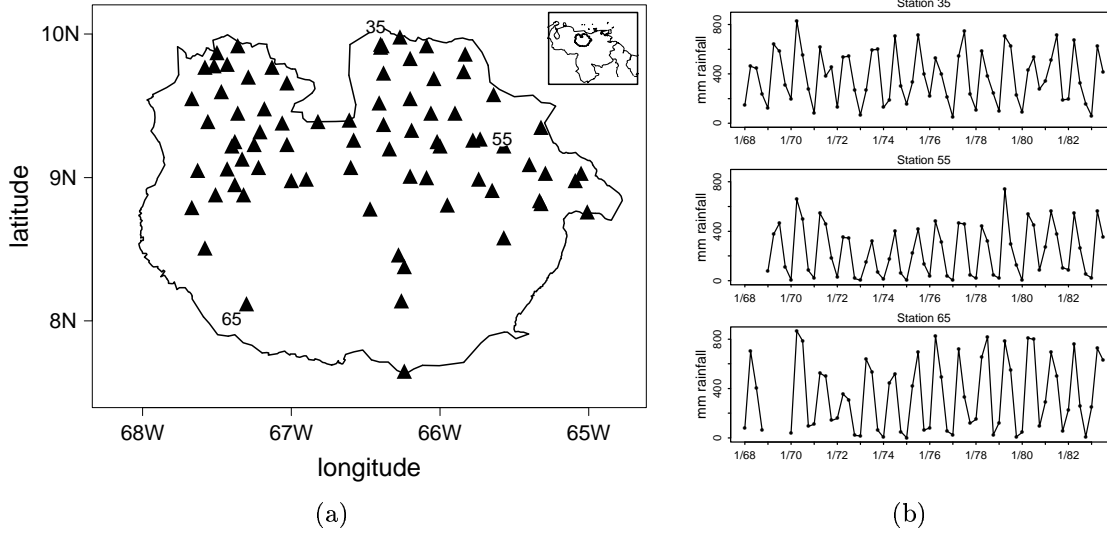 10N
9N
8N
latitude
35
55
65
68W
67W
66W
65W
longitude
(a)
Station 35
mm rainfall
800
400
0
1/68
1/70
1/72
1/74
1/76
1/78
1/80
1/82
Station 55
mm rainfall
800
400
0
1/68
1/70
1/72
1/74
1/76
1/78
1/80
1/82
Station 65
mm rainfall
800
400
0
1/68
1/70
1/72
1/74
1/76
1/78
1/80
1/82
(b)